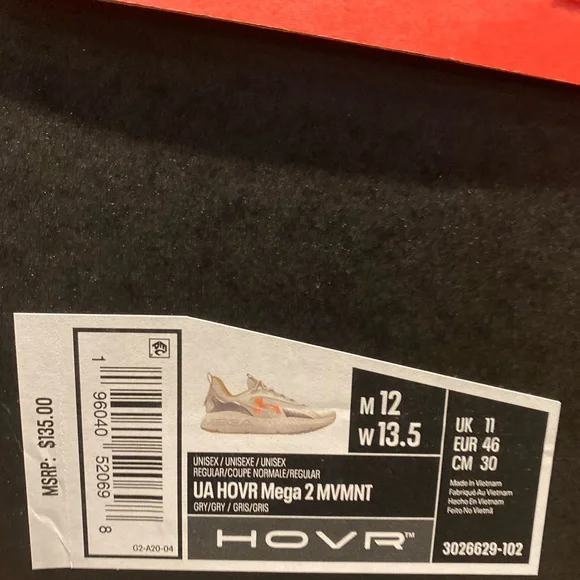 MSRP: $135.00
1 96040 52069 8
G2-A20-04
M 12
W 13.5
UK 11
EUR 46
CM 30
Made in Vietnam
Fabriqué Au Vietnam
Hecho En Vietnam
Feito No Vietnã
UNISEX / UNISEXE / UNISEX
REGULAR/COUPE NORMALE/REGULAR
UA HOVR Mega 2 MVMNT
GRY/GRY / GRIS/GRIS
HOVR™
3026629-102